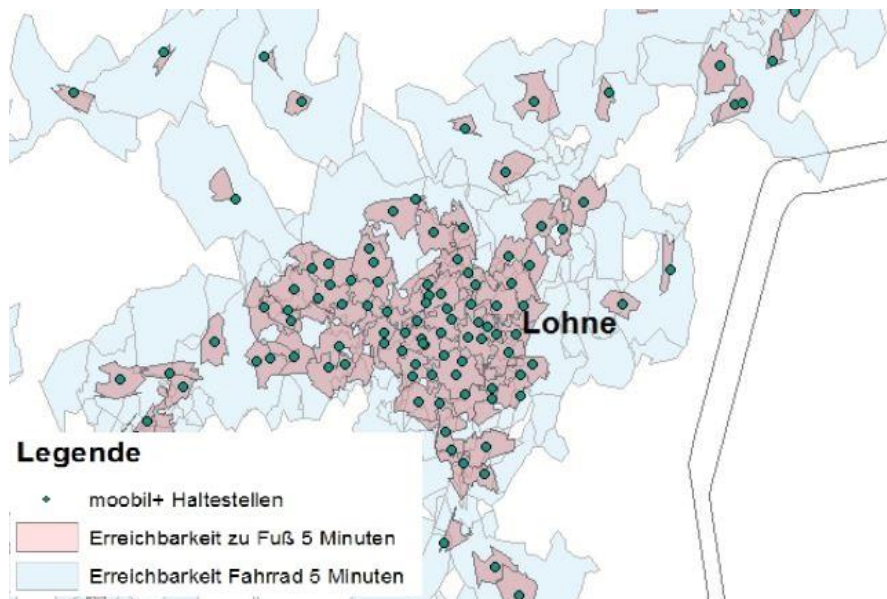 Lohne
Legende
moobil+ Haltestellen
Erreichbarkeit zu Fuß 5 Minuten
Erreichbarkeit Fahrrad 5 Minuten